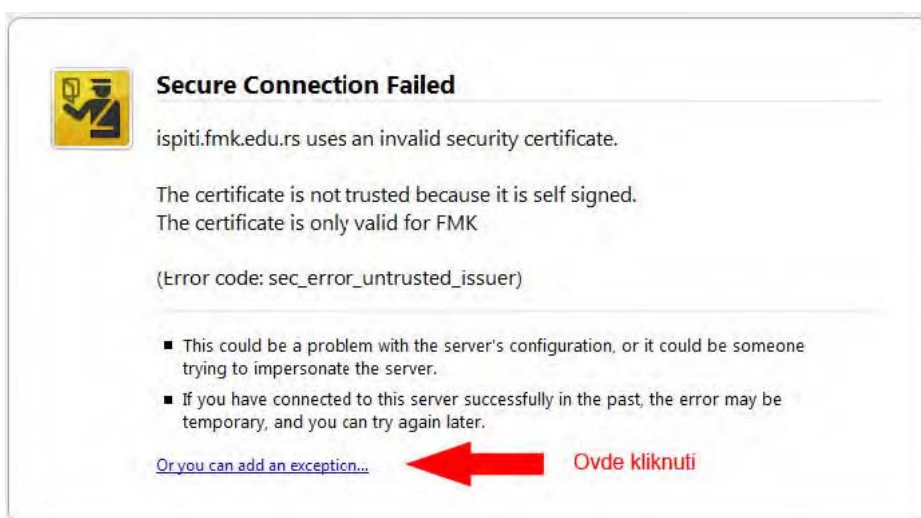 Secure Connection Failed
ispiti.fmk.edu.rs uses an invalid security certificate.
The certificate is not trusted because it is self signed.
The certificate is only valid for FMK
(Error code: sec_error_untrusted_issuer)
This could be a problem with the server's configuration, or it could be someone
trying to impersonate the server.
If you have connected to this server successfully in the past, the error may be
temporary, and you can try again later.
Or you can add an exception...
Ovde kliknuti